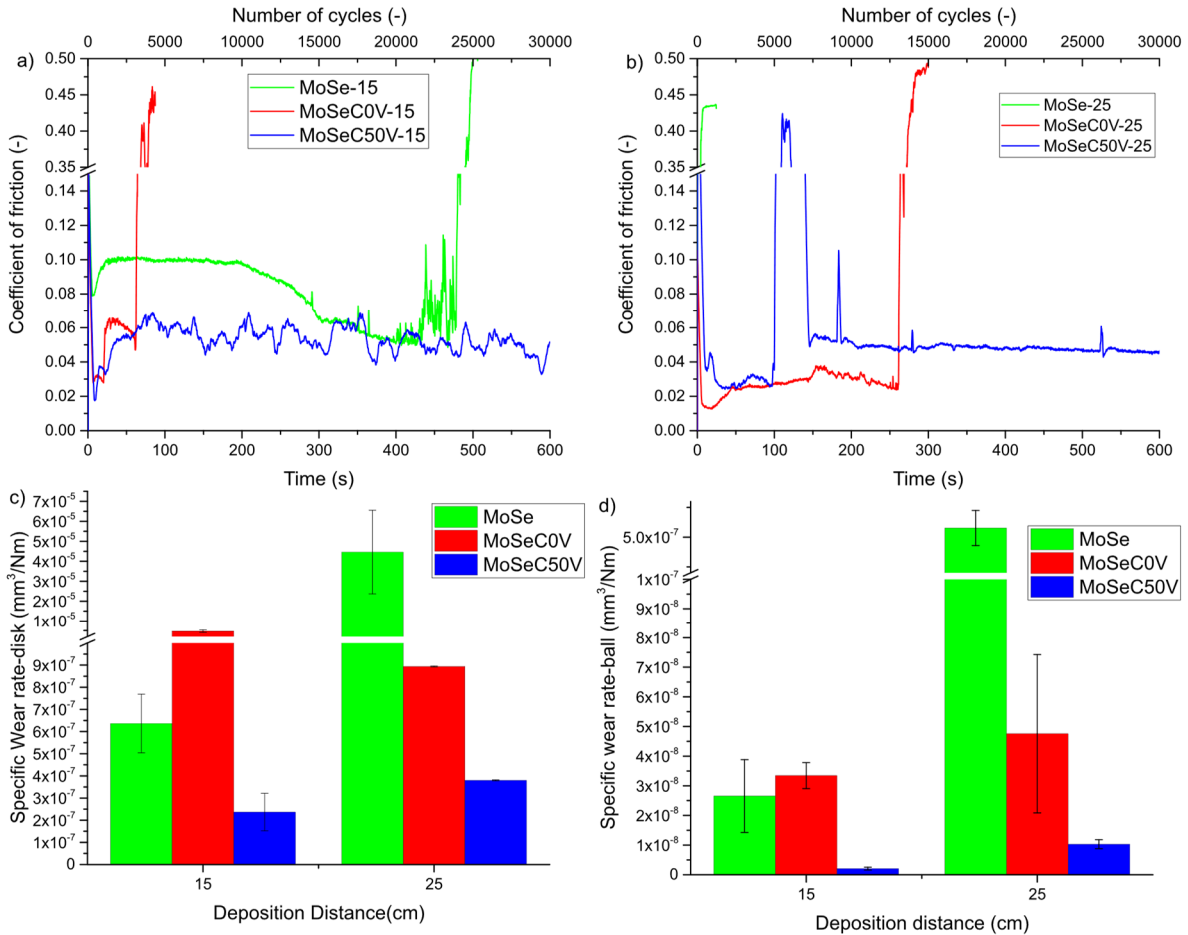 Number of cycles (-)
0 5000 10000 15000 20000 25000 30000
a)
0.50
0.45
0.40
0.35
0.14
0.12
0.10
0.08
0.06
0.04
0.02
0.00
Coefficient of friction (-)
MoSe-15
MoSeC0V-15
MoSeC50V-15
0 100 200 300 400 500 600
Time (s)
Number of cycles (-)
0 5000 10000 15000 20000 25000 30000
b)
0.50
0.45
0.40
0.35
0.14
0.12
0.10
0.08
0.06
0.04
0.02
0.00
Coefficient of friction (-)
MoSe-25
MoSeC0V-25
MoSeC50V-25
0 100 200 300 400 500 600
Time (s)
c)
7x10⁻⁵
6x10⁻⁵
5x10⁻⁵
4x10⁻⁵
3x10⁻⁵
2x10⁻⁵
1x10⁻⁵
9x10⁻⁷
8x10⁻⁷
7x10⁻⁷
6x10⁻⁷
5x10⁻⁷
4x10⁻⁷
3x10⁻⁷
2x10⁻⁷
1x10⁻⁷
0
Specific Wear rate-disk (mm³/Nm)
MoSe
MoSeC0V
MoSeC50V
15 25
Deposition Distance(cm)
d)
5.0x10⁻⁷
1x10⁻⁷
9x10⁻⁸
8x10⁻⁸
7x10⁻⁸
6x10⁻⁸
5x10⁻⁸
4x10⁻⁸
3x10⁻⁸
2x10⁻⁸
1x10⁻⁸
0
Specific wear rate-ball (mm³/Nm)
MoSe
MoSeC0V
MoSeC50V
15 25
Deposition distance (cm)